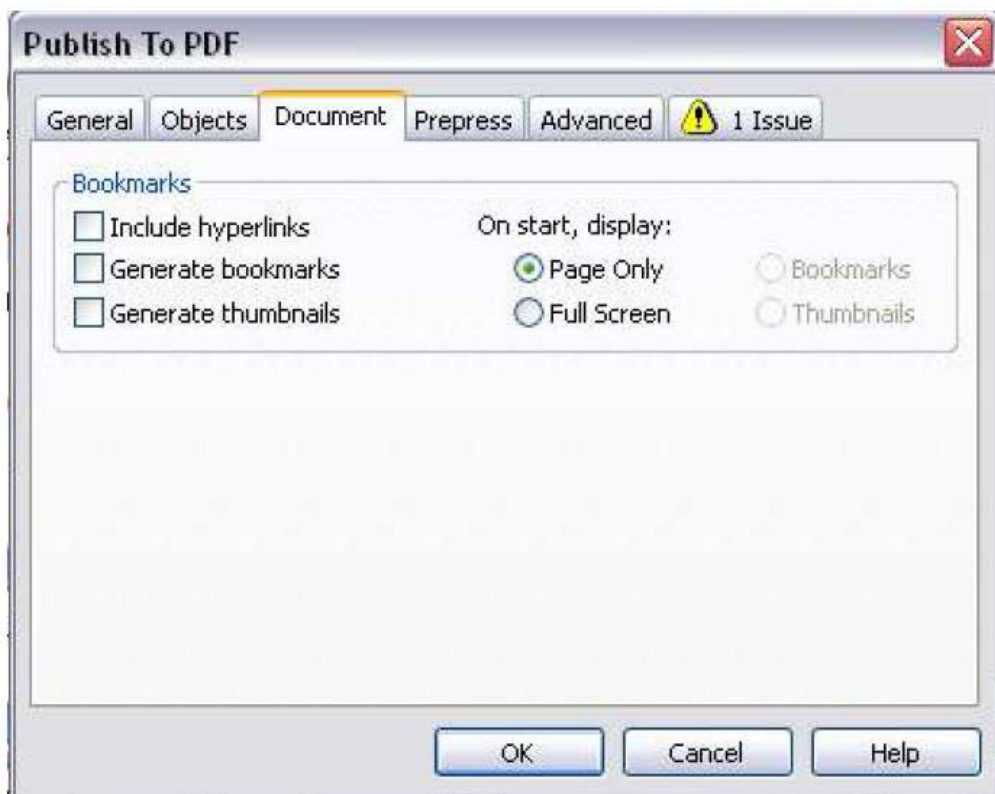 Publish To PDF
General Objects Document Prepress Advanced 1 Issue
Bookmarks
Include hyperlinks On start, display:
Generate bookmarks Page Only Bookmarks
Generate thumbnails Full Screen Thumbnails
OK Cancel Help